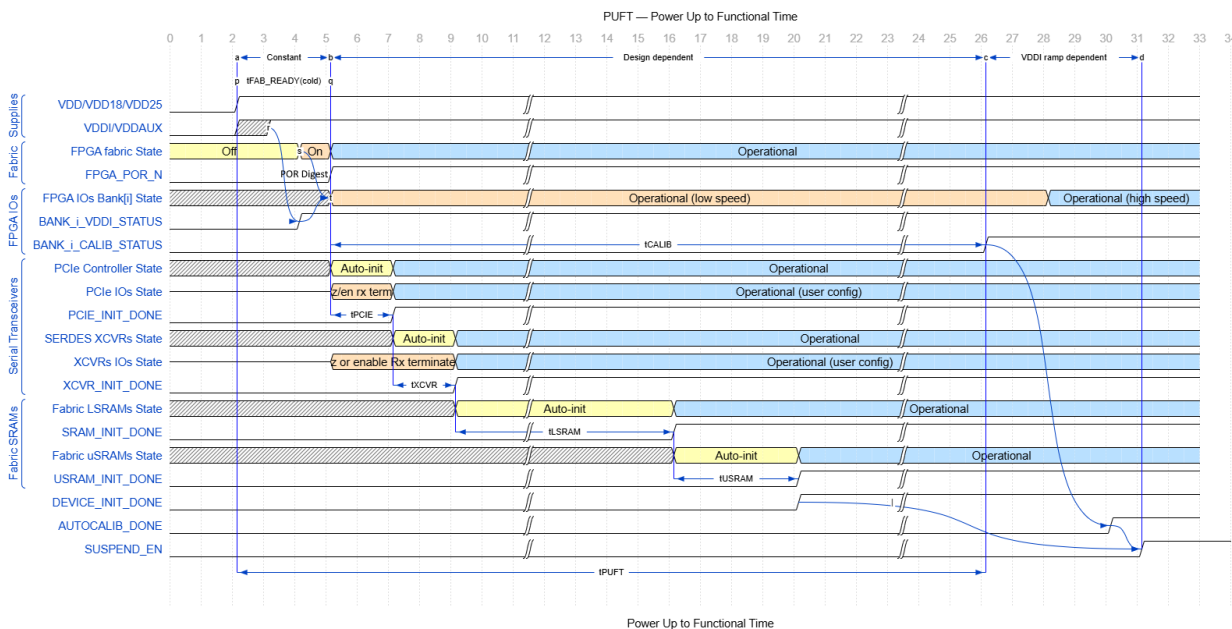 PUFT — Power Up to Functional Time
0 1 2 3 4 5 6 7 8 9 10 11 12 13 14 15 16 17 18 19 20 21 22 23 24 25 26 27 28 29 30 31 32 33 34
a Constant b Design dependent c VDDI ramp dependent d
p tFAB_READY(cold) q
Supplies
VDD/VDD18/VDD25
VDDI/VDDAUX r
Fabric
FPGA fabric State Off s On Operational
FPGA_POR_N POR Digest
FPGA IOs
FPGA IOs Bank[i] State t Operational (low speed) Operational (high speed)
BANK_i_VDDI_STATUS
BANK_i_CALIB_STATUS tCALIB
Serial Transceivers
PCIe Controller State Auto-init Operational
PCIe IOs State z/en rx term Operational (user config)
PCIE_INIT_DONE tPCIE
SERDES XCVRs State Auto-init Operational
XCVRs IOs State z or enable Rx terminate Operational (user config)
XCVR_INIT_DONE tXCVR
Fabric SRAMs
Fabric LSRAMs State Auto-init Operational
SRAM_INIT_DONE tLSRAM
Fabric uSRAMs State Auto-init Operational
USRAM_INIT_DONE tUSRAM
DEVICE_INIT_DONE l
AUTOCALIB_DONE
SUSPEND_EN
tPUFT
Power Up to Functional Time